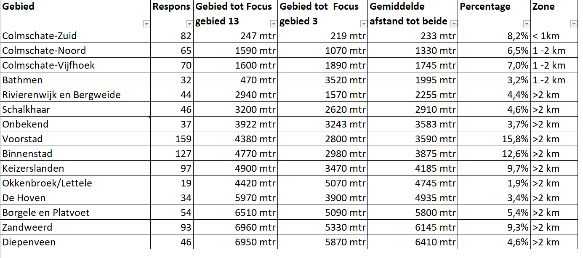 Gebied Respons Gebied tot Focus gebied 13 Gebied tot Focus gebied 3 Gemiddelde afstand tot beide Percentage Zone
Colmschate-Zuid 82 247 mtr 219 mtr 233 mtr 8,2% < 1km
Colmschate-Noord 65 1590 mtr 1070 mtr 1330 mtr 6,5% 1 -2 km
Colmschate-Vijfhoek 70 1600 mtr 1890 mtr 1745 mtr 7,0% 1 -2 km
Bathmen 32 470 mtr 3520 mtr 1995 mtr 3,2% 1 -2 km
Rivierenwijk en Bergweide 44 2940 mtr 1570 mtr 2255 mtr 4,4% >2 km
Schalkhaar 46 3200 mtr 2620 mtr 2910 mtr 4,6% >2 km
Onbekend 37 3922 mtr 3243 mtr 3583 mtr 3,7% >2 km
Voorstad 159 4380 mtr 2800 mtr 3590 mtr 15,8% >2 km
Binnenstad 127 4770 mtr 2980 mtr 3875 mtr 12,6% >2 km
Keizerslanden 97 4900 mtr 3470 mtr 4185 mtr 9,7% >2 km
Okkenbroek/Lettele 19 4420 mtr 5070 mtr 4745 mtr 1,9% >2 km
De Hoven 34 5970 mtr 3900 mtr 4935 mtr 3,4% >2 km
Borgele en Platvoet 54 6510 mtr 5090 mtr 5800 mtr 5,4% >2 km
Zandweerd 93 6960 mtr 5330 mtr 6145 mtr 9,3% >2 km
Diepenveen 46 6950 mtr 5870 mtr 6410 mtr 4,6% >2 km